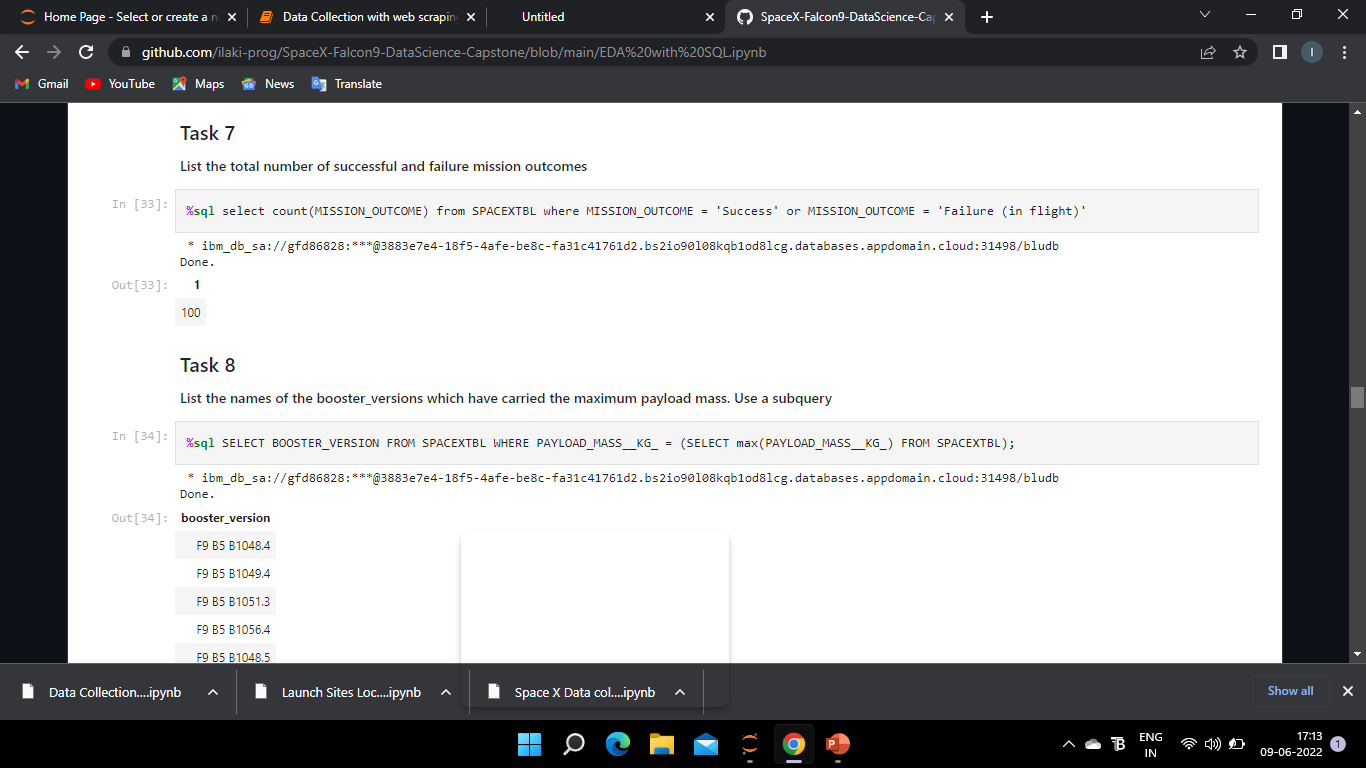 Home Page - Select or create a n
Data Collection with web scrapin
Untitled
SpaceX-Falcon9-DataScience-Cap
github.com/ilaki-prog/SpaceX-Falcon9-DataScience-Capstone/blob/main/EDA%20with%20SQL.ipynb
I
Gmail
YouTube
Maps
News
Translate
Task 7
List the total number of successful and failure mission outcomes
In [33]:
%sql select count(MISSION_OUTCOME) from SPACEXTBL where MISSION_OUTCOME = 'Success' or MISSION_OUTCOME = 'Failure (in flight)'
* ibm_db_sa://gfd86828:***@3883e7e4-18f5-4afe-be8c-fa31c41761d2.bs2io90l08kqb1od8lcg.databases.appdomain.cloud:31498/bludb
Done.
Out[33]:
1
100
Task 8
List the names of the booster_versions which have carried the maximum payload mass. Use a subquery
In [34]:
%sql SELECT BOOSTER_VERSION FROM SPACEXTBL WHERE PAYLOAD_MASS__KG_ = (SELECT max(PAYLOAD_MASS__KG_) FROM SPACEXTBL);
* ibm_db_sa://gfd86828:***@3883e7e4-18f5-4afe-be8c-fa31c41761d2.bs2io90l08kqb1od8lcg.databases.appdomain.cloud:31498/bludb
Done.
Out[34]:
booster_version
F9 B5 B1048.4
F9 B5 B1049.4
F9 B5 B1051.3
F9 B5 B1056.4
F9 B5 B1048.5
Data Collection....ipynb
Launch Sites Loc....ipynb
Space X Data col....ipynb
Show all
ENG
IN
17:13
09-06-2022
1